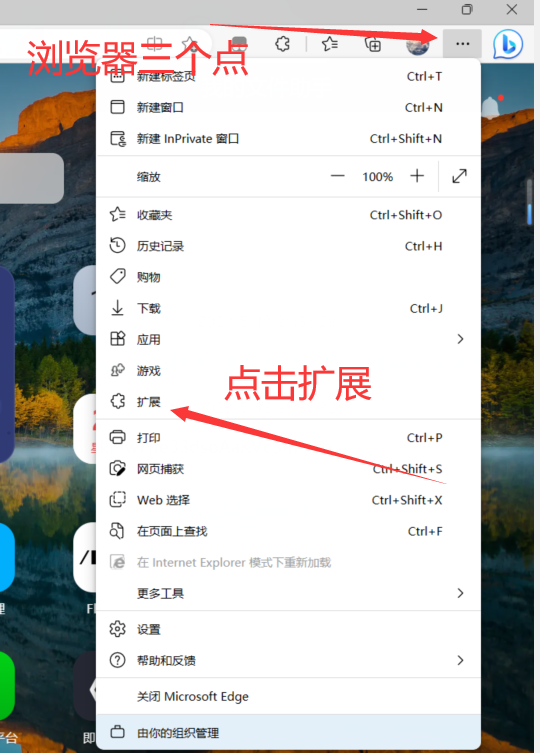 浏览器三个点
新建标签页 Ctrl+T
新建窗口 Ctrl+N
新建 InPrivate 窗口 Ctrl+Shift+N
缩放 — 100% +
收藏夹 Ctrl+Shift+O
历史记录 Ctrl+H
购物
下载 Ctrl+J
应用
游戏
点击扩展
扩展
打印 Ctrl+P
网页捕获 Ctrl+Shift+S
Web 选择 Ctrl+Shift+X
在页面上查找 Ctrl+F
在 Internet Explorer 模式下重新加载
更多工具
设置
帮助和反馈
关闭 Microsoft Edge
由你的组织管理
理
平台
即